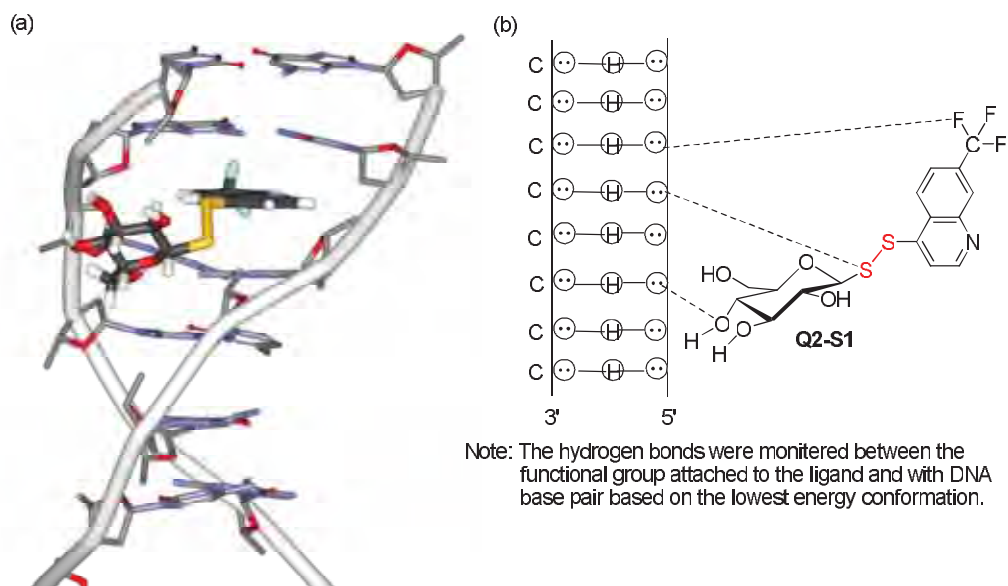 (a)
(b)
C H
C H
C H
C H
C H
C H
C H
C H
3' 5'
F F
C F
N
S
S
O
HO
OH
O
H O
H
Q2-S1
Note: The hydrogen bonds were monitered between the
functional group attached to the ligand and with DNA
base pair based on the lowest energy conformation.